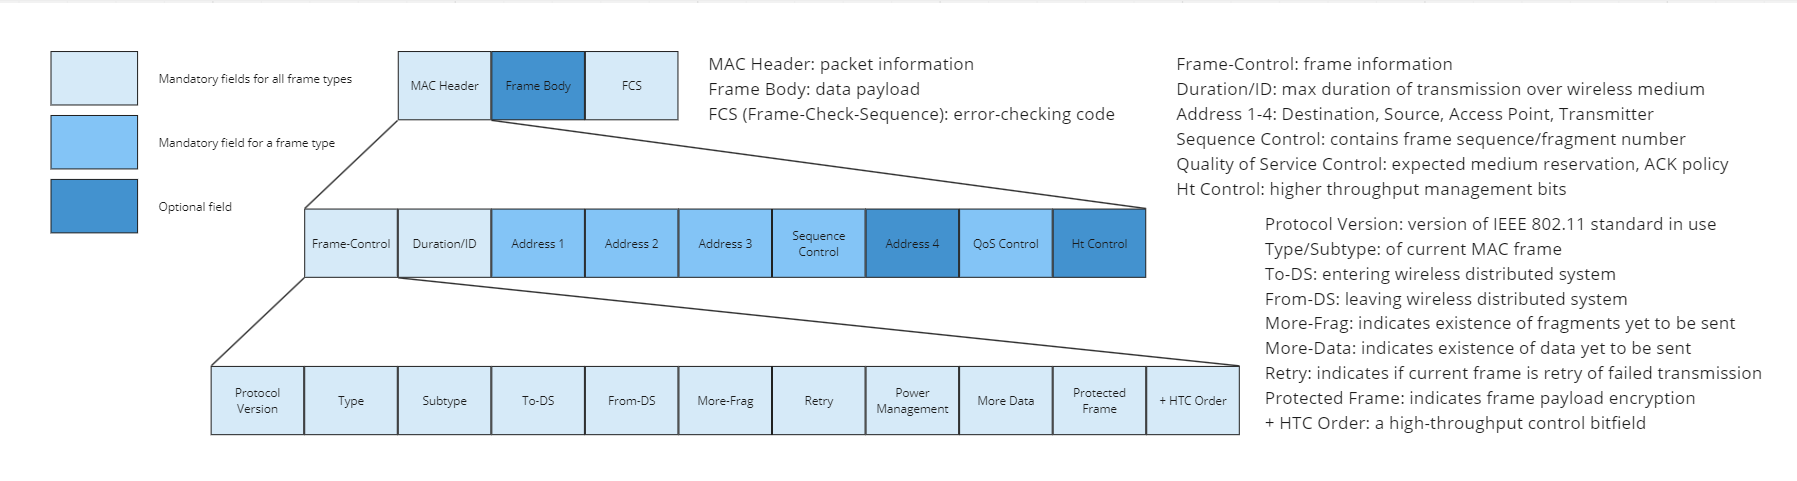 Mandatory fields for all frame types
Mandatory field for a frame type
Optional field
MAC Header
Frame Body
FCS
MAC Header: packet information
Frame Body: data payload
FCS (Frame-Check-Sequence): error-checking code
Frame-Control: frame information
Duration/ID: max duration of transmission over wireless medium
Address 1-4: Destination, Source, Access Point, Transmitter
Sequence Control: contains frame sequence/fragment number
Quality of Service Control: expected medium reservation, ACK policy
Ht Control: higher throughput management bits
Frame-Control
Duration/ID
Address 1
Address 2
Address 3
Sequence
Control
Address 4
QoS Control
Ht Control
Protocol Version: version of IEEE 802.11 standard in use
Type/Subtype: of current MAC frame
To-DS: entering wireless distributed system
From-DS: leaving wireless distributed system
More-Frag: indicates existence of fragments yet to be sent
More-Data: indicates existence of data yet to be sent
Retry: indicates if current frame is retry of failed transmission
Protected Frame: indicates frame payload encryption
+ HTC Order: a high-throughput control bitfield
Protocol
Version
Type
Subtype
To-DS
From-DS
More-Frag
Retry
Power
Management
More Data
Protected
Frame
+ HTC Order